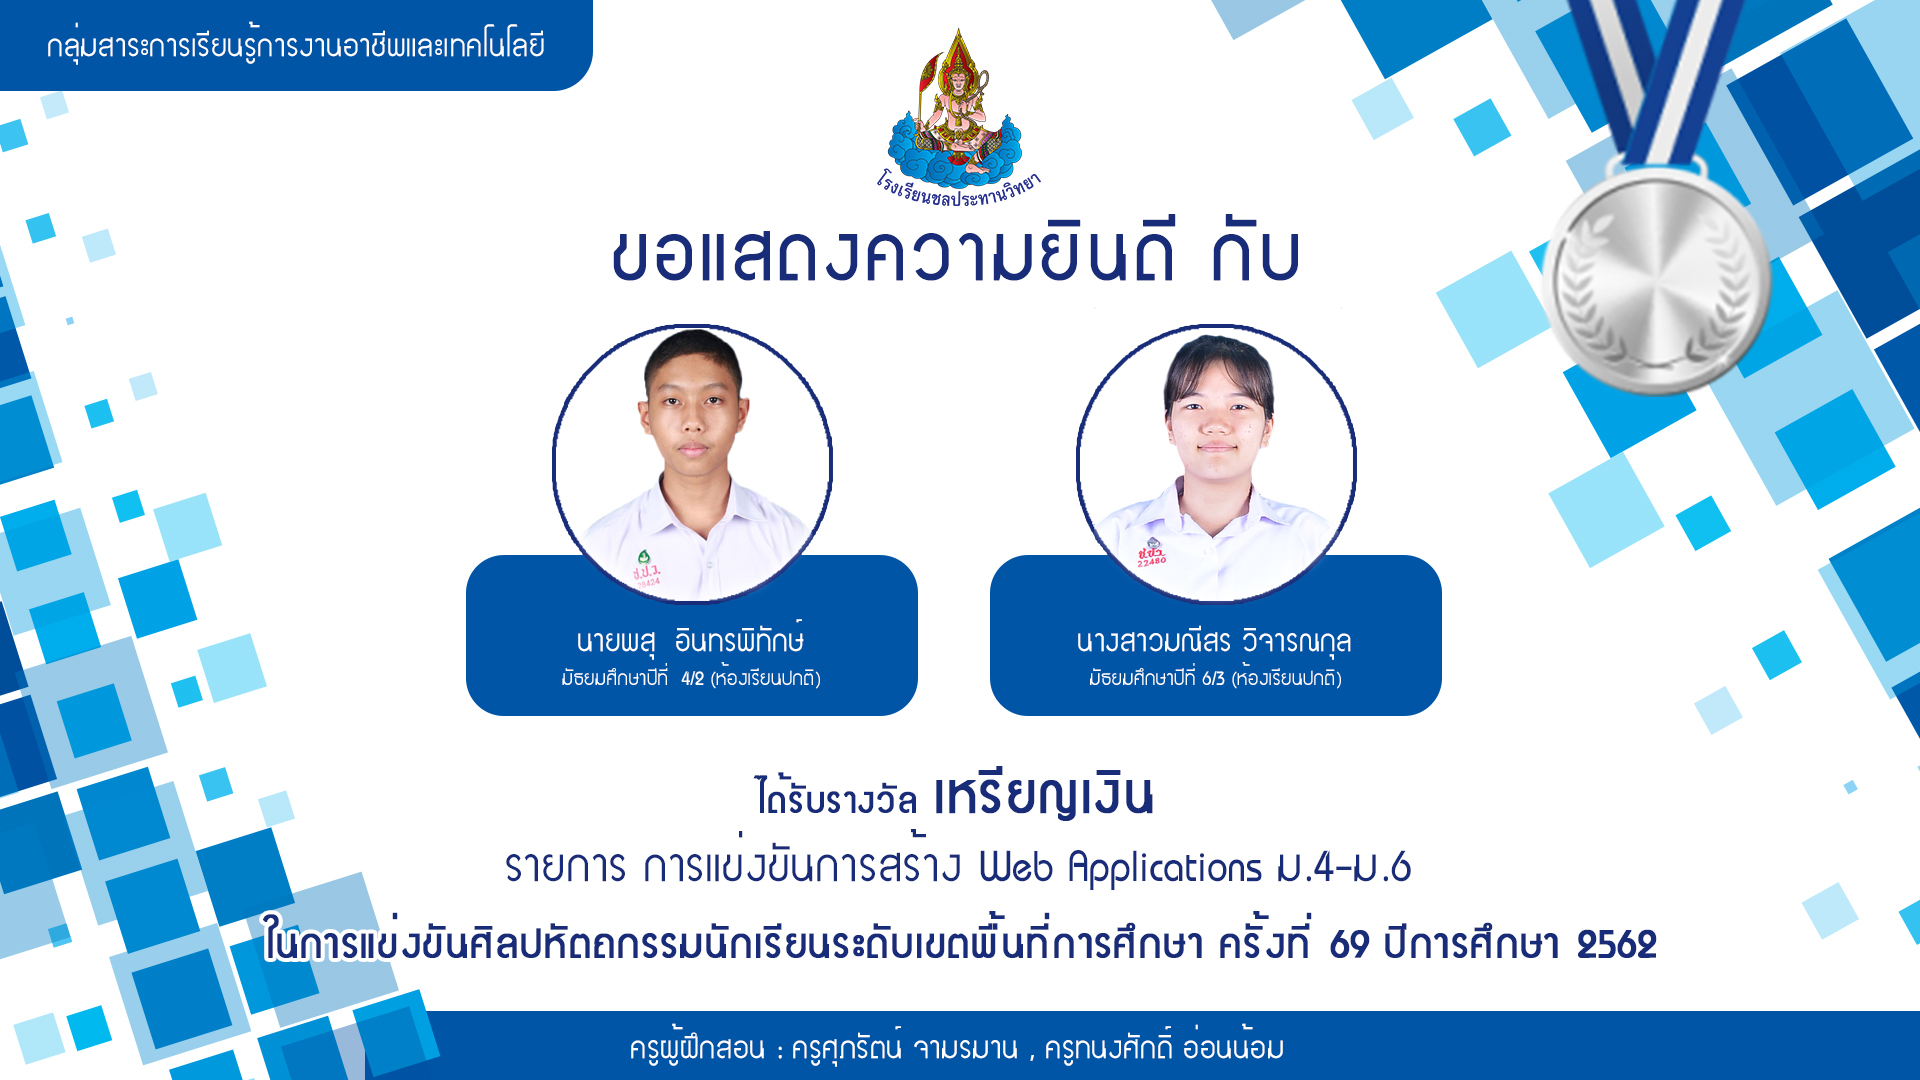 กลุ่มสาระการเรียนรู้การงานอาชีพและเทคโนโลยี
โรงเรียนชลประทานวิทยา
ขอแสดงความยินดี กับ
ช.ป.ว.
28424
ช.ป.ว.
22480
นายพสุ อินทรพิทักษ์
มัธยมศึกษาปีที่ 4/2 (ห้องเรียนปกติ)
นางสาวมณีสร วิจารณกุล
มัธยมศึกษาปีที่ 6/3 (ห้องเรียนปกติ)
ได้รับรางวัล เหรียญเงิน
รายการ การแข่งขันการสร้าง Web Applications ม.4-ม.6
ในการแข่งขันศิลปหัตถกรรมนักเรียนระดับเขตพื้นที่การศึกษา ครั้งที่ 69 ปีการศึกษา 2562
ครูผู้ฝึกสอน : ครูศุภรัตน์ จามรมาน , ครูทนงศักดิ์ อ่อนน้อม